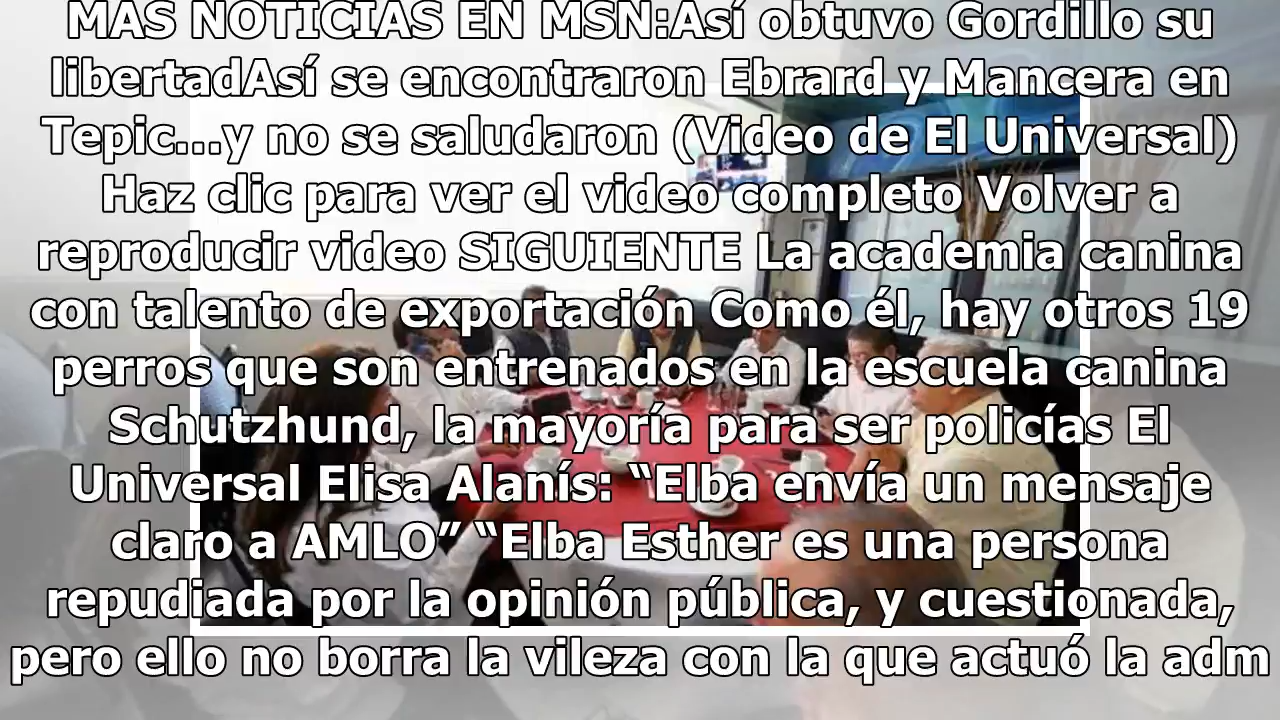 MÁS NOTICIAS EN MSN:Así obtuvo Gordillo su
libertadAsí se encontraron Ebrard y Mancera en
Tepic...y no se saludaron (Video de El Universal)
Haz clic para ver el video completo Volver a
reproducir video SIGUIENTE La academia canina
con talento de exportación Como él, hay otros 19
perros que son entrenados en la escuela canina
Schutzhund, la mayoría para ser policías El
Universal Elisa Alanís: “Elba envía un mensaje
claro a AMLO” “Elba Esther es una persona
repudiada por la opinión pública, y cuestionada,
pero ello no borra la vileza con la que actuó la adm